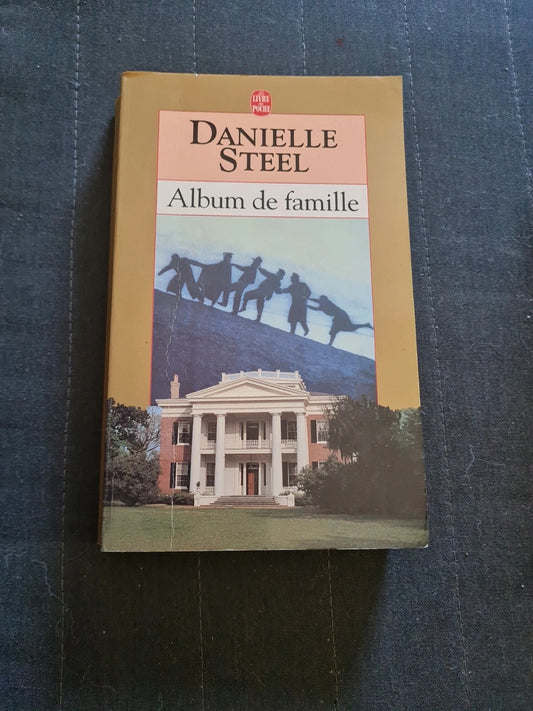 LE LIVRE
DE POCHE
DANIELLE
STEEL
Album de famille